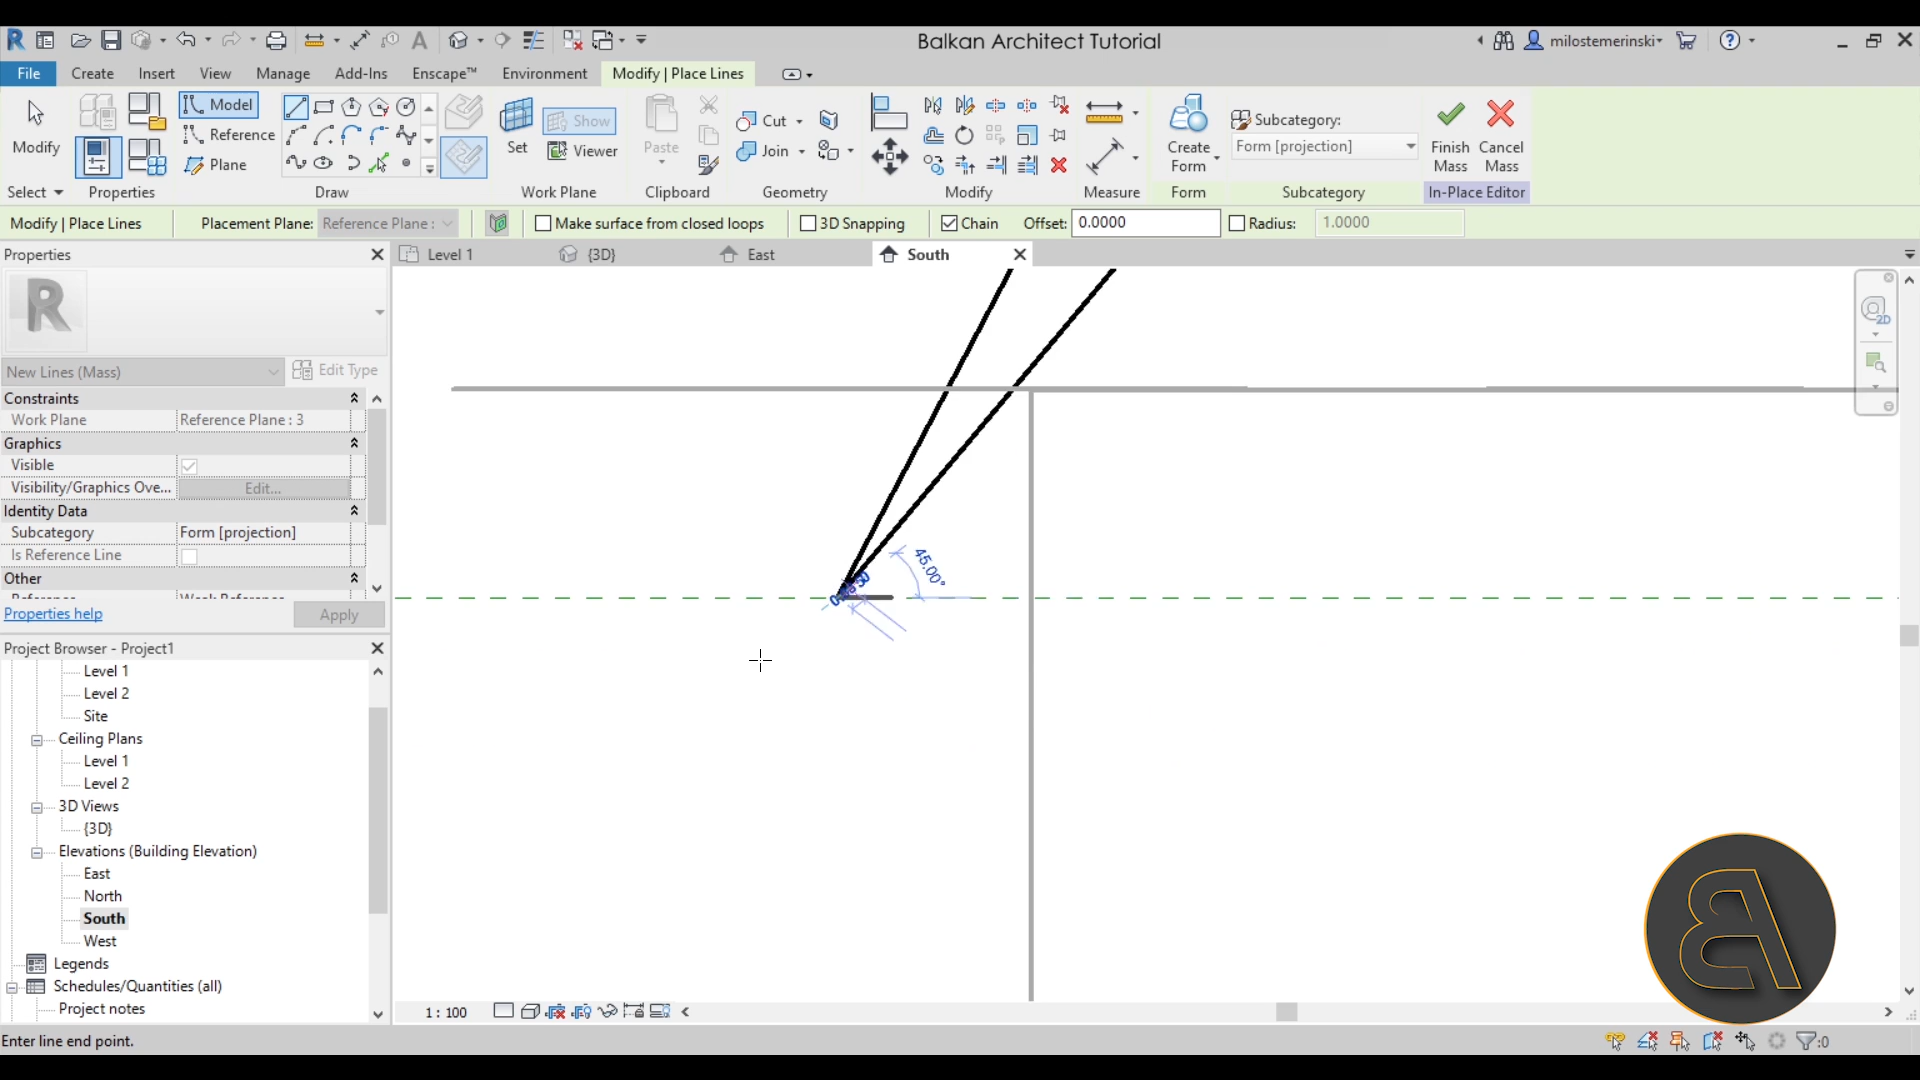 Balkan Architect Tutorial
milostemerinski
File Create Insert View Manage Add-Ins Enscape™ Environment Modify | Place Lines
Modify
Select
Properties
Model
Reference
Plane
Draw
Set
Show
Viewer
Work Plane
Paste
Clipboard
Cut
Join
Geometry
Modify
Measure
Create
Form
Form
Subcategory:
Form [projection]
Subcategory
Finish
Mass
Cancel
Mass
In-Place Editor
Modify | Place Lines Placement Plane: Reference Plane : Make surface from closed loops 3D Snapping Chain Offset: 0.0000 Radius: 1.0000
Properties
Level 1 {3D} East South
R
New Lines (Mass) Edit Type
Constraints
Work Plane Reference Plane : 3
Graphics
Visible
Visibility/Graphics Ove... Edit...
Identity Data
Subcategory Form [projection]
Is Reference Line
Other
Properties help Apply
Project Browser - Project1
Level 1
Level 2
Site
Ceiling Plans
Level 1
Level 2
3D Views
{3D}
Elevations (Building Elevation)
East
North
South
West
Legends
Schedules/Quantities (all)
Project notes
45.00°
2D
1 : 100
Enter line end point.
:0